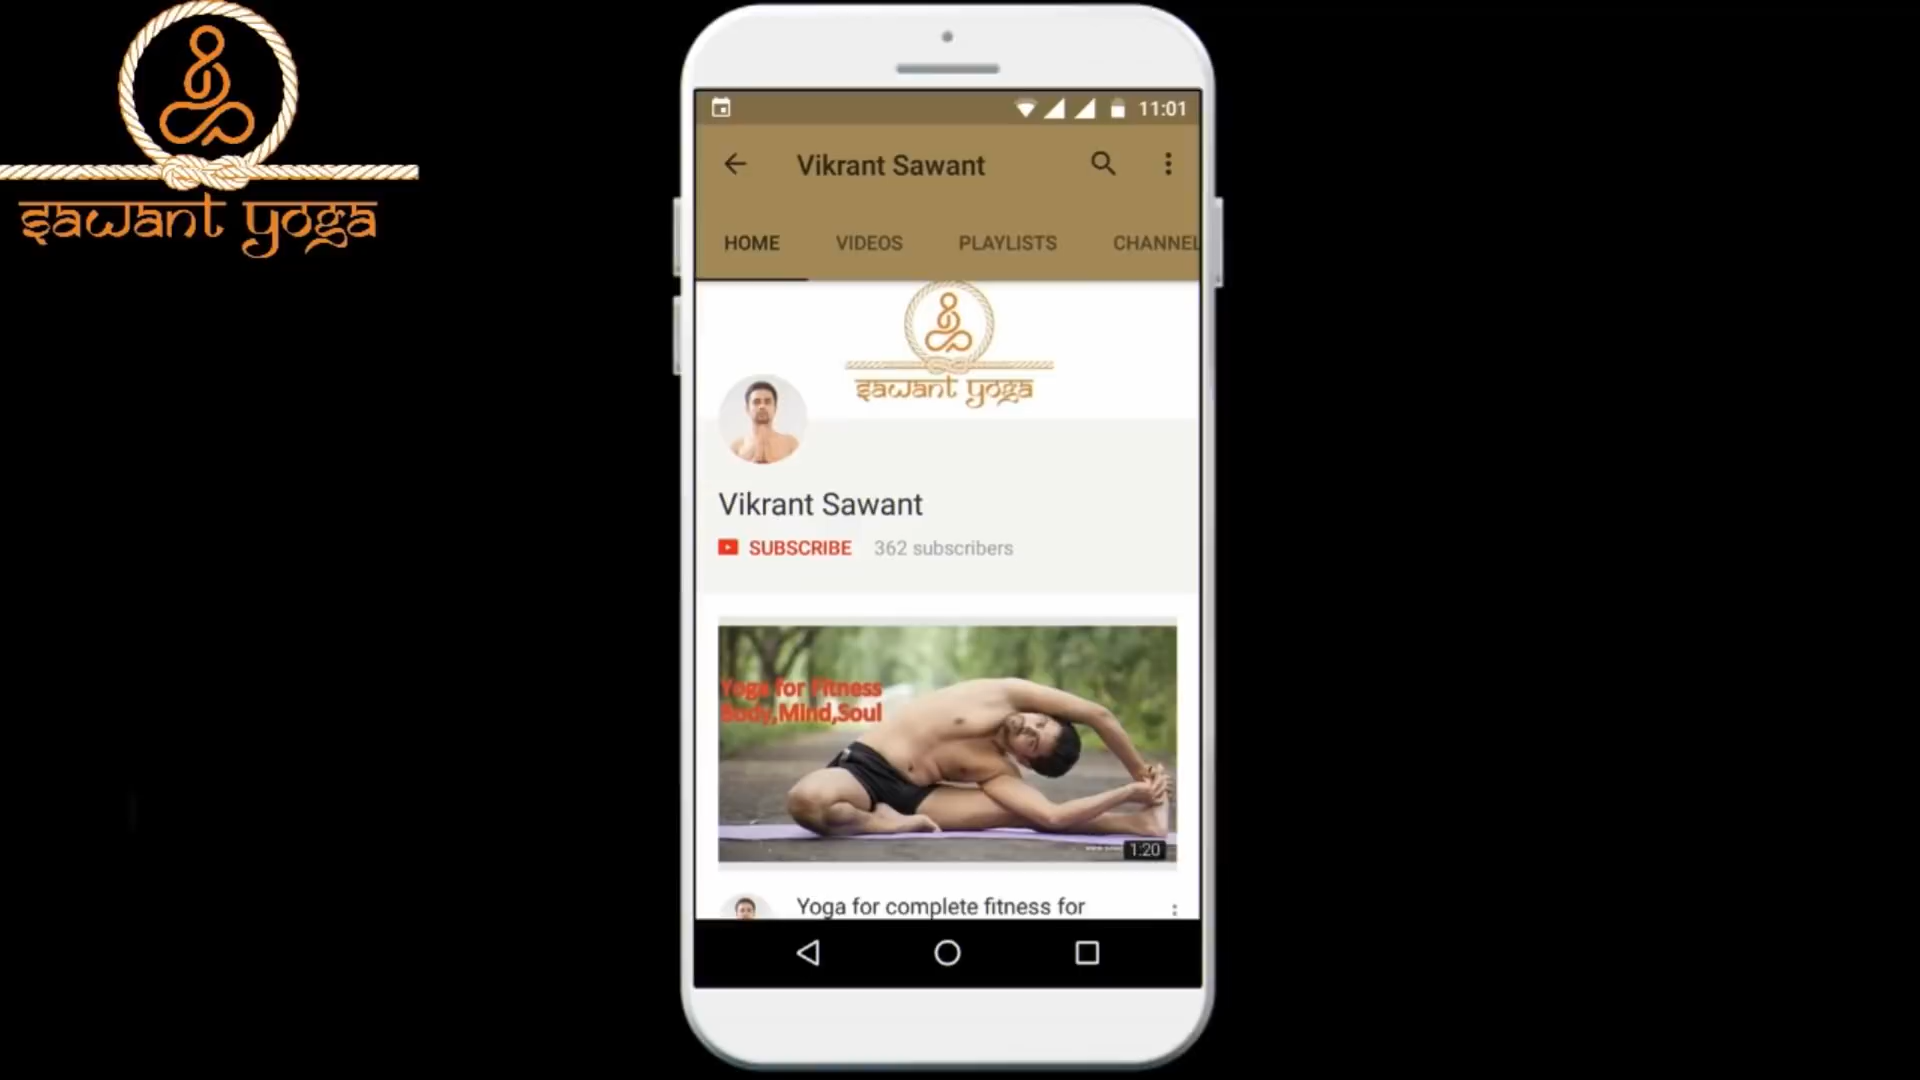 sawant yoga
11:01
Vikrant Sawant
HOME VIDEOS PLAYLISTS CHANNEL
sawant yoga
Vikrant Sawant
SUBSCRIBE 362 subscribers
Yoga for Fitness
Body,Mind,Soul
1:20
Yoga for complete fitness for